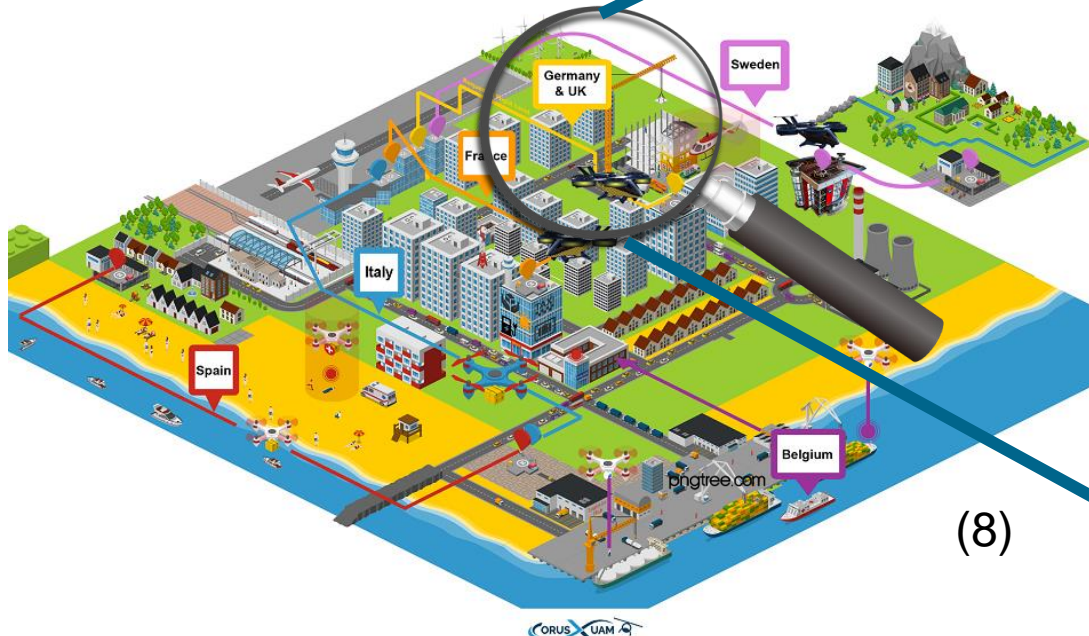 Germany
& UK
Sweden
France
Italy
Spain
Belgium
pngtree.com
(8)
CORUS X UAM